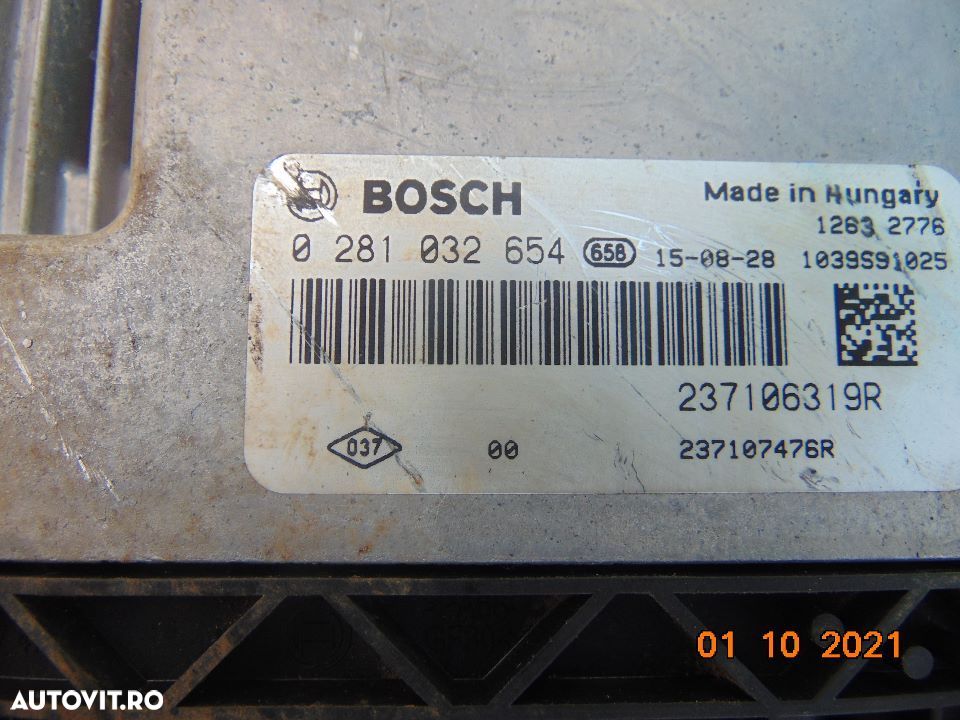 BOSCH
Made in Hungary
1263 2776
0 281 032 654 658 15-08-28 1039S91025
237106319R
037 00 237107476R
01 10 2021
AUTOVIT.RO